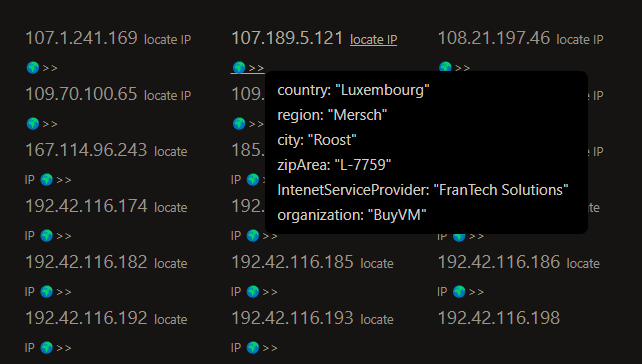 107.1.241.169 locate IP 107.189.5.121 locate IP 108.21.197.46 locate IP
>> >> >>
109.70.100.65 locate IP 109. IP
>>
167.114.96.243 locate 185.
IP >> IP
192.42.116.174 locate locate
IP >> IP >> IP >>
192.42.116.182 locate 192.42.116.185 locate 192.42.116.186 locate
IP >> IP >> IP >>
192.42.116.192 locate 192.42.116.193 locate 192.42.116.198
IP >> IP >>
country: "Luxembourg"
region: "Mersch"
city: "Roost"
zipArea: "L-7759"
IntenetServiceProvider: "FranTech Solutions"
organization: "BuyVM"